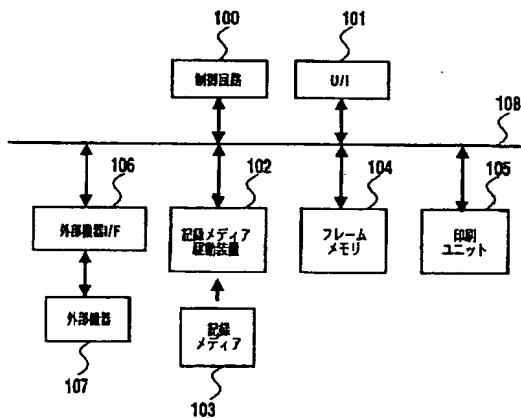 100
101
制御回路
U/I
108
106
102
104
105
外部機器I/F
記録メディア
駆動装置
フレーム
メモリ
印刷
ユニット
外部機器
記録
メディア
107
103